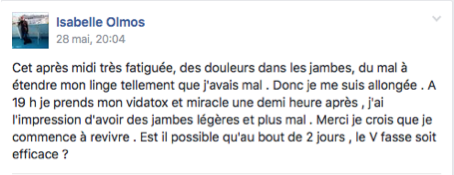 Isabelle Olmos
28 mai, 20:04
Cet après midi très fatiguée, des douleurs dans les jambes, du mal à
étendre mon linge tellement que j'avais mal . Donc je me suis allongée . A
19 h je prends mon vidatox et miracle une demi heure après , j'ai
l'impression d'avoir des jambes légères et plus mal . Merci je crois que je
commence à revivre . Est il possible qu'au bout de 2 jours , le V fasse soit
efficace ?